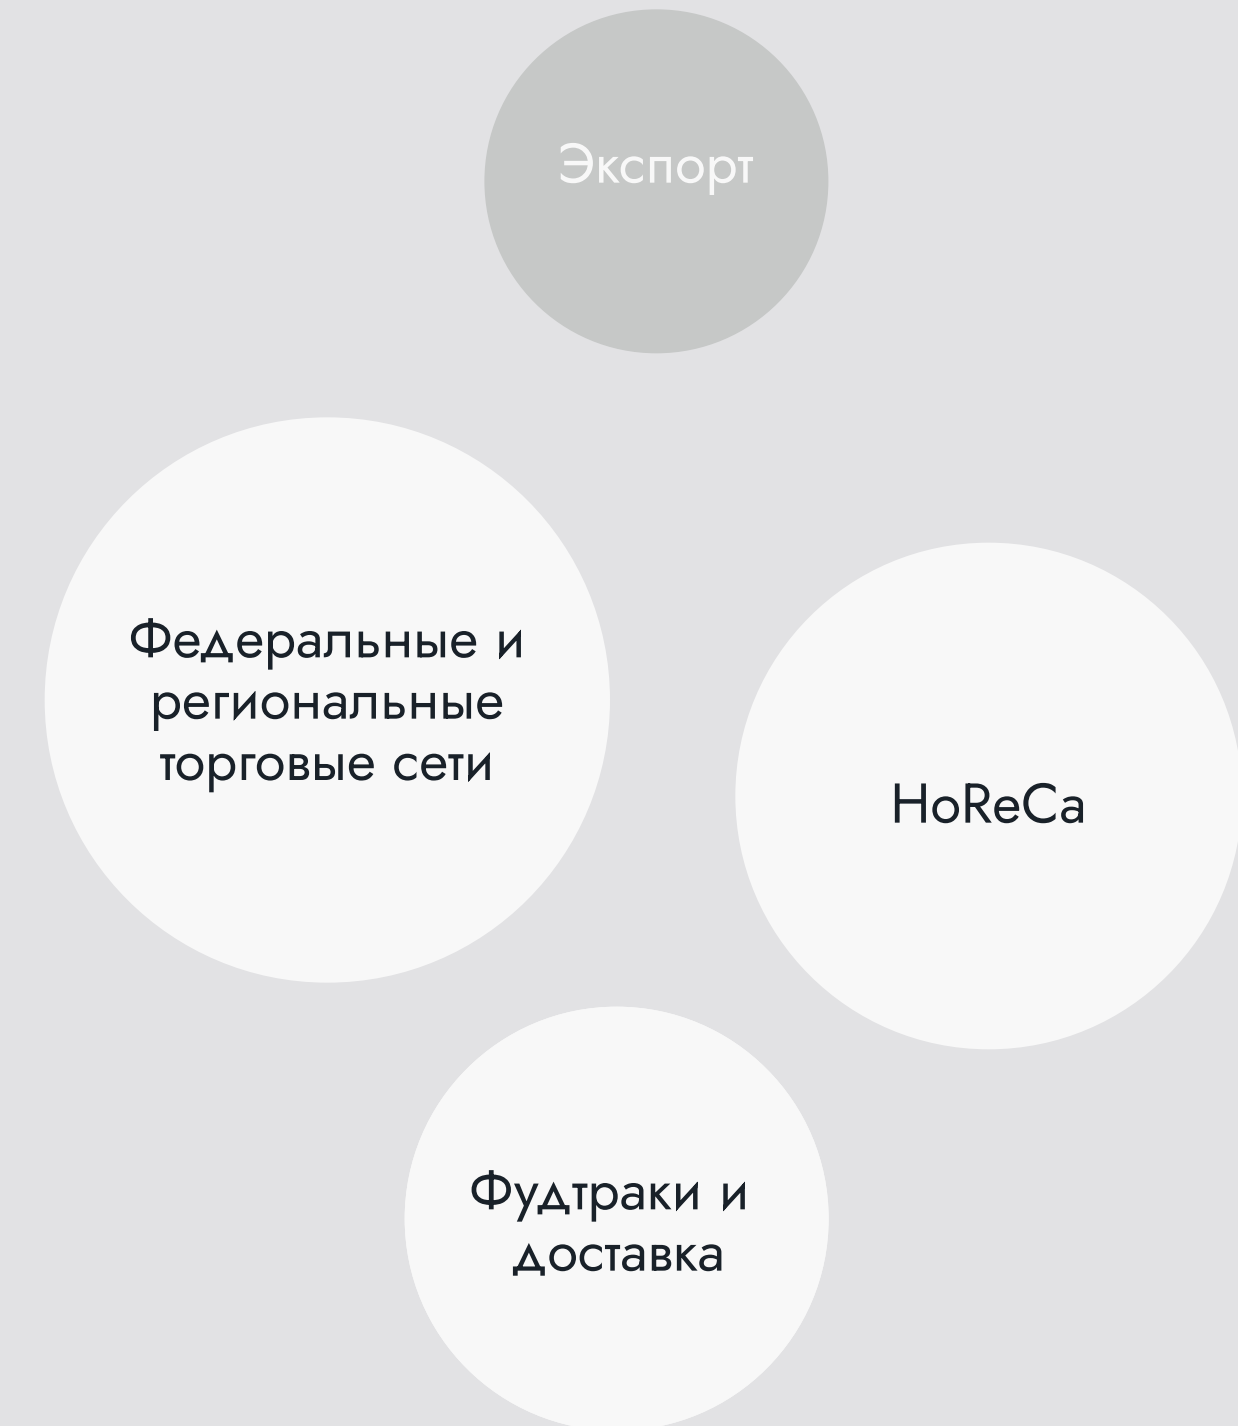 Экспорт
Федеральные и
региональные
торговые сети
HoReCa
Фудтраки и
доставка